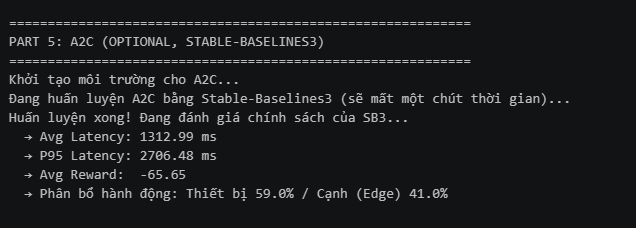 ============================================================
PART 5: A2C (OPTIONAL, STABLE-BASELINES3)
============================================================
Khởi tạo môi trường cho A2C...
Đang huấn luyện A2C bằng Stable-Baselines3 (sẽ mất một chút thời gian)...
Huấn luyện xong! Đang đánh giá chính sách của SB3...
  → Avg Latency: 1312.99 ms
  → P95 Latency: 2706.48 ms
  → Avg Reward:  -65.65
  → Phân bổ hành động: Thiết bị 59.0% / Cạnh (Edge) 41.0%